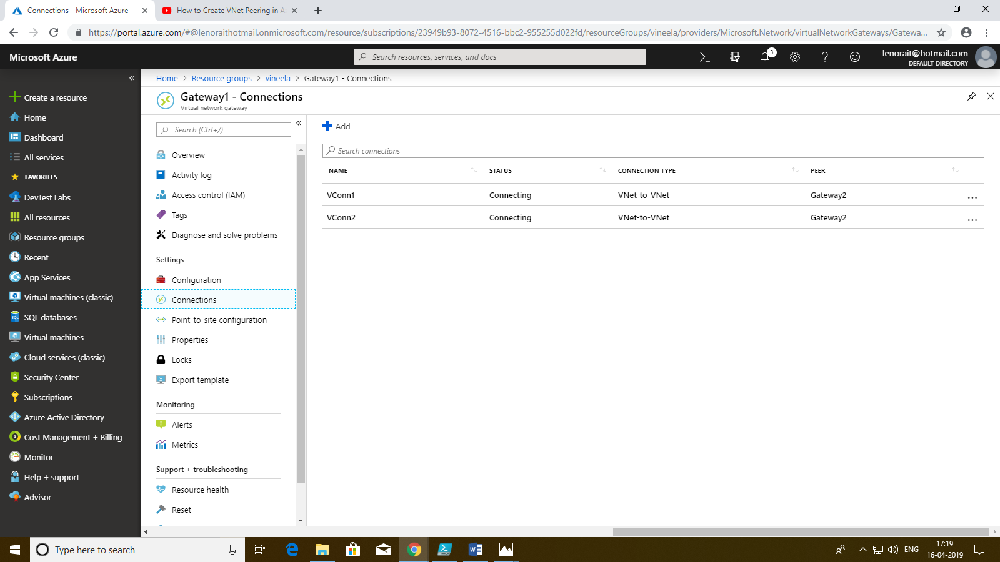 Connections - Microsoft Azure
How to Create VNet Peering in A
https://portal.azure.com/#@lenoraithotmail.onmicrosoft.com/resource/subscriptions/23949b93-8072-4516-bbc2-955255d022fd/resourceGroups/vineela/providers/Microsoft.Network/virtualNetworkGateways/Gatewa...
Microsoft Azure
Search resources, services, and docs
3
lenorait@hotmail.com
DEFAULT DIRECTORY
Create a resource
Home
Dashboard
All services
FAVORITES
DevTest Labs
All resources
Resource groups
Recent
App Services
Virtual machines (classic)
SQL databases
Virtual machines
Cloud services (classic)
Security Center
Subscriptions
Azure Active Directory
Cost Management + Billing
Monitor
Help + support
Advisor
Home > Resource groups > vineela > Gateway1 - Connections
Gateway1 - Connections
Virtual network gateway
Search (Ctrl+/)
Overview
Activity log
Access control (IAM)
Tags
Diagnose and solve problems
Settings
Configuration
Connections
Point-to-site configuration
Properties
Locks
Export template
Monitoring
Alerts
Metrics
Support + troubleshooting
Resource health
Reset
Add
Search connections
NAME STATUS CONNECTION TYPE PEER
VConn1 Connecting VNet-to-VNet Gateway2 ...
VConn2 Connecting VNet-to-VNet Gateway2 ...
Type here to search
ENG
17:19
16-04-2019